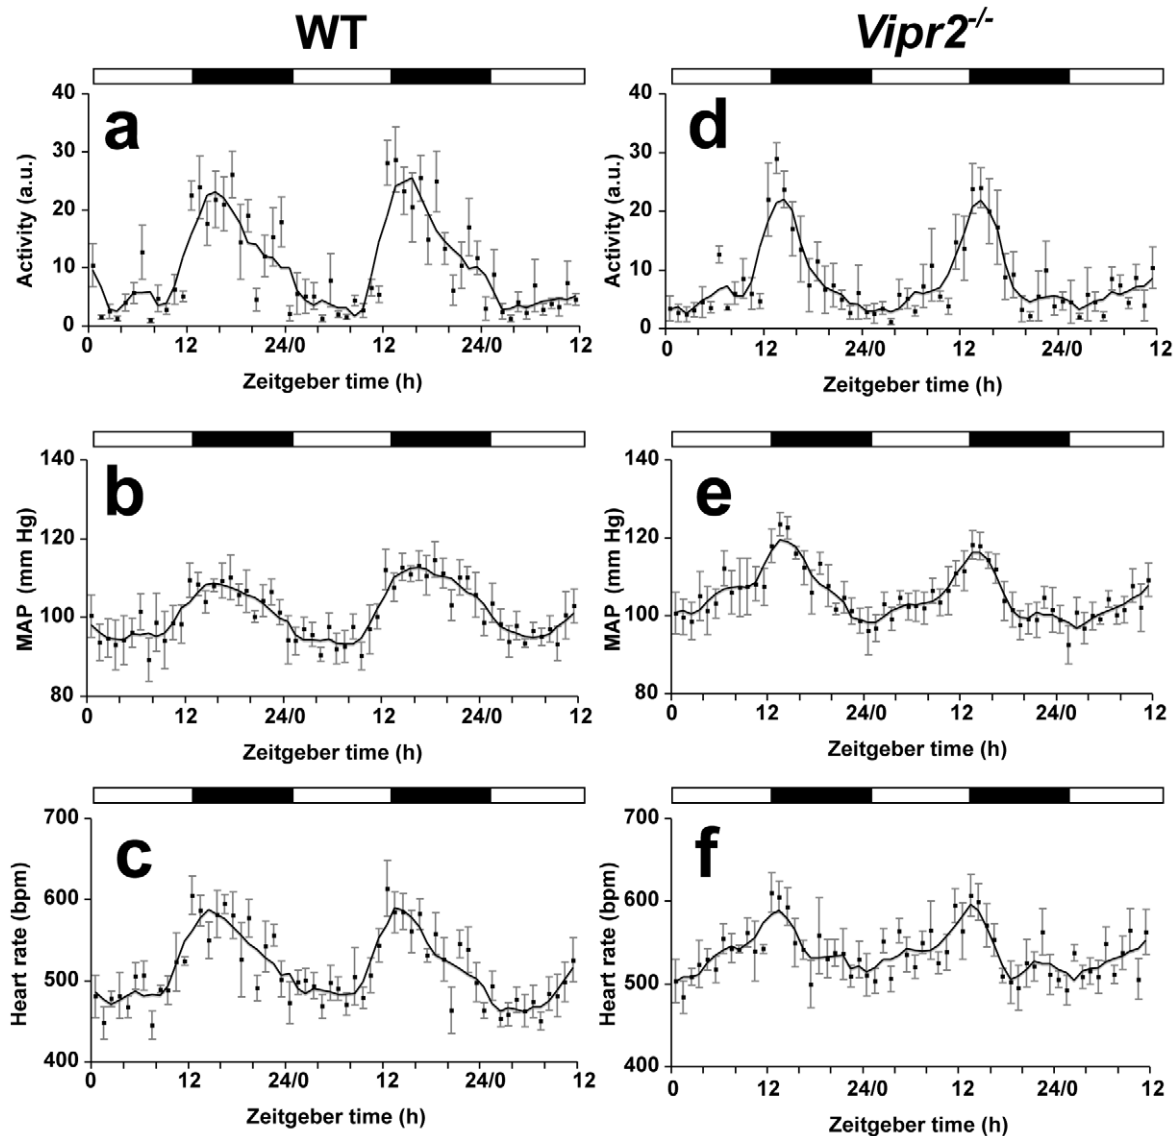 WT
Vipr2-/-
a
Activity (a.u.)
40
30
20
10
0
0 12 24/0 12 24/0 12
Zeitgeber time (h)
d
Activity (a.u.)
40
30
20
10
0
0 12 24/0 12 24/0 12
Zeitgeber time (h)
b
MAP (mm Hg)
140
120
100
80
0 12 24/0 12 24/0 12
Zeitgeber time (h)
e
MAP (mm Hg)
140
120
100
80
0 12 24/0 12 24/0 12
Zeitgeber time (h)
c
Heart rate (bpm)
700
600
500
400
0 12 24/0 12 24/0 12
Zeitgeber time (h)
f
Heart rate (bpm)
700
600
500
400
0 12 24/0 12 24/0 12
Zeitgeber time (h)